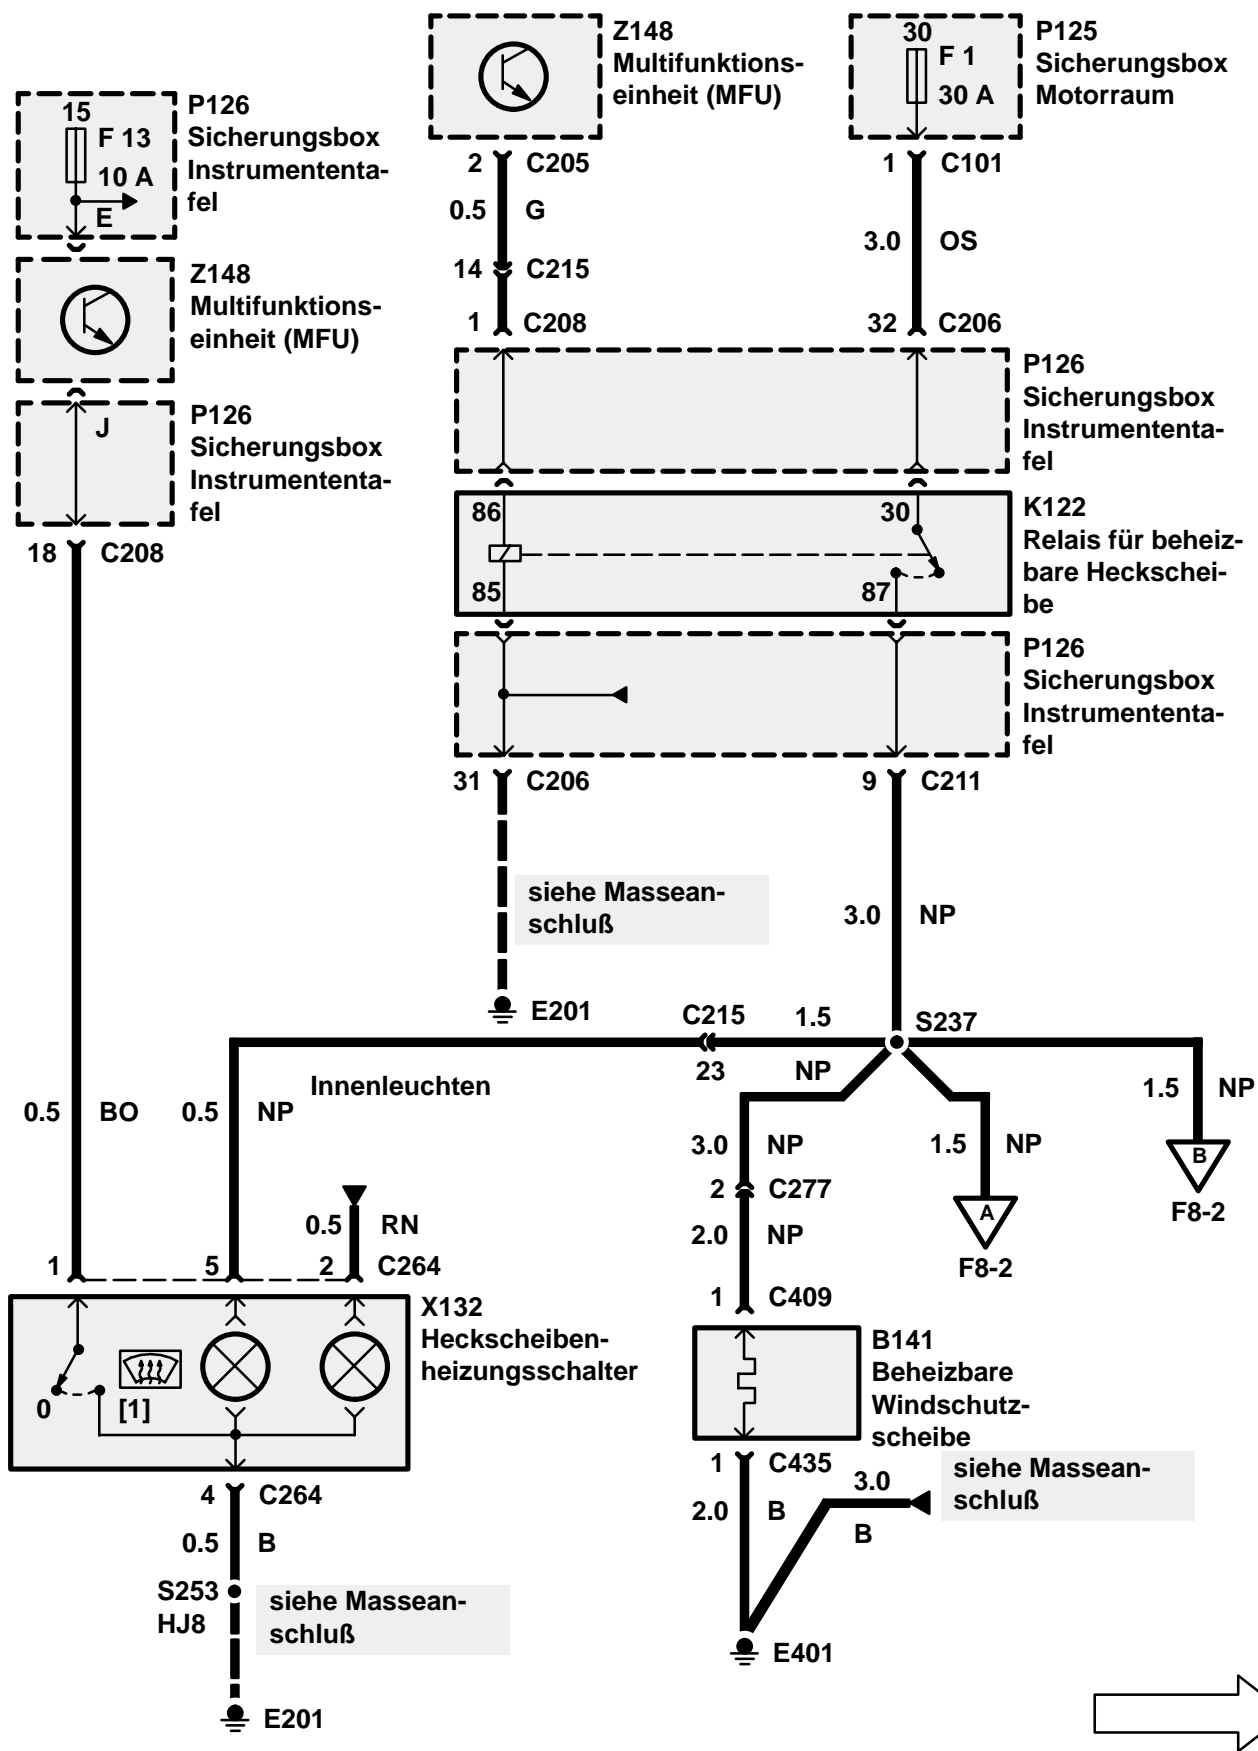 Z148
Multifunktions-
einheit (MFU)
30
F 1
30 A
P125
Sicherungsbox
Motorraum
15
F 13
10 A
E
P126
Sicherungsbox
Instrumententa-
fel
2 C205
0.5 G
14 C215
1 C208
1 C101
3.0 OS
32 C206
Z148
Multifunktions-
einheit (MFU)
J
P126
Sicherungsbox
Instrumententa-
fel
18 C208
P126
Sicherungsbox
Instrumententa-
fel
86
30
85
87
K122
Relais für beheiz-
bare Heckschei-
be
P126
Sicherungsbox
Instrumententa-
fel
31 C206
9 C211
siehe Massean-
schluß
3.0 NP
E201
C215
23
1.5
NP
S237
Innenleuchten
0.5 BO
0.5 NP
3.0 NP
1.5 NP
1.5 NP
B
F8-2
2 C277
A
F8-2
0.5 RN
2.0 NP
1
5
2 C264
1 C409
X132
Heckscheiben-
heizungsschalter
0
[1]
B141
Beheizbare
Windschutz-
scheibe
4 C264
1 C435
siehe Massean-
schluß
3.0
B
0.5 B
2.0 B
S253
HJ8
siehe Massean-
schluß
E401
E201